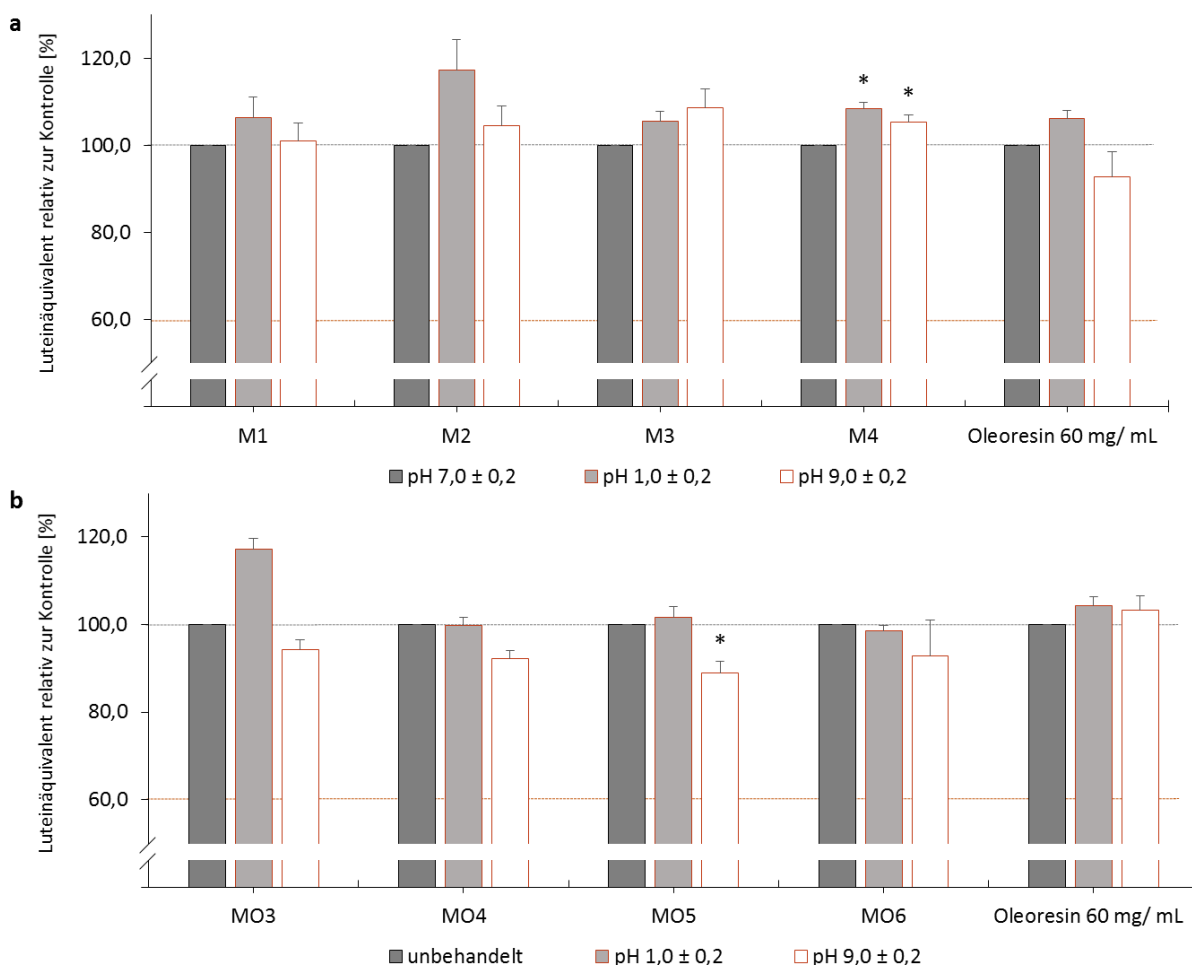 a
Luteinäquivalent relativ zur Kontrolle [%]
120,0
100,0
80,0
60,0
* *
M1 M2 M3 M4 Oleoresin 60 mg/ mL
pH 7,0 ± 0,2 pH 1,0 ± 0,2 pH 9,0 ± 0,2
b
Luteinäquivalent relativ zur Kontrolle [%]
120,0
100,0
80,0
60,0
*
MO3 MO4 MO5 MO6 Oleoresin 60 mg/ mL
unbehandelt pH 1,0 ± 0,2 pH 9,0 ± 0,2